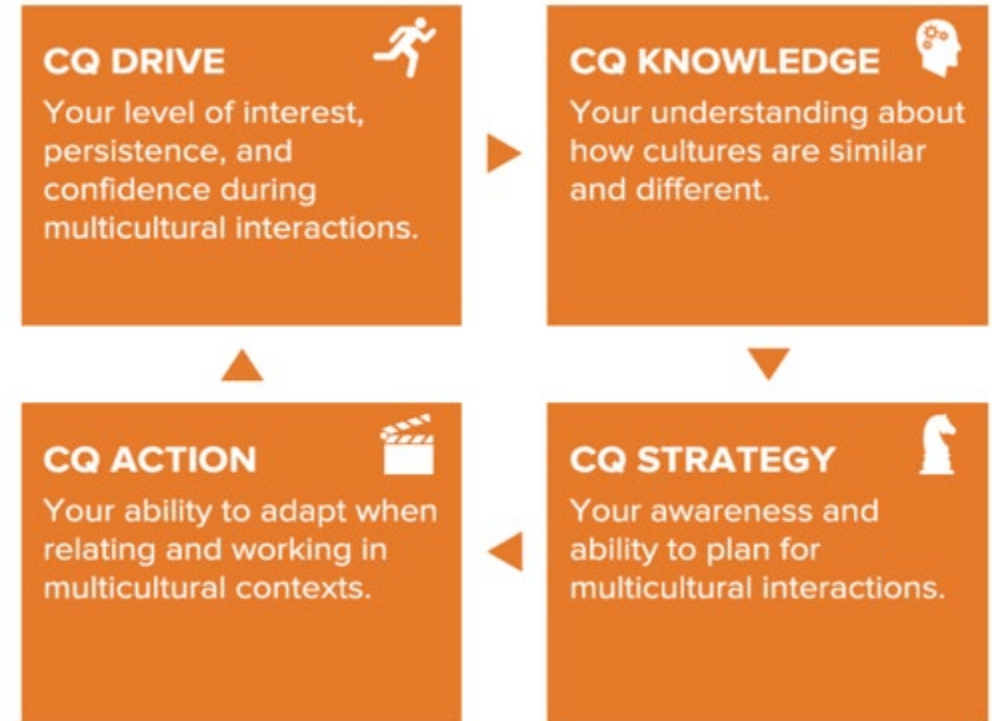 CQ DRIVE
Your level of interest,
persistence, and
confidence during
multicultural interactions.
CQ KNOWLEDGE
Your understanding about
how cultures are similar
and different.
CQ ACTION
Your ability to adapt when
relating and working in
multicultural contexts.
CQ STRATEGY
Your awareness and
ability to plan for
multicultural interactions.